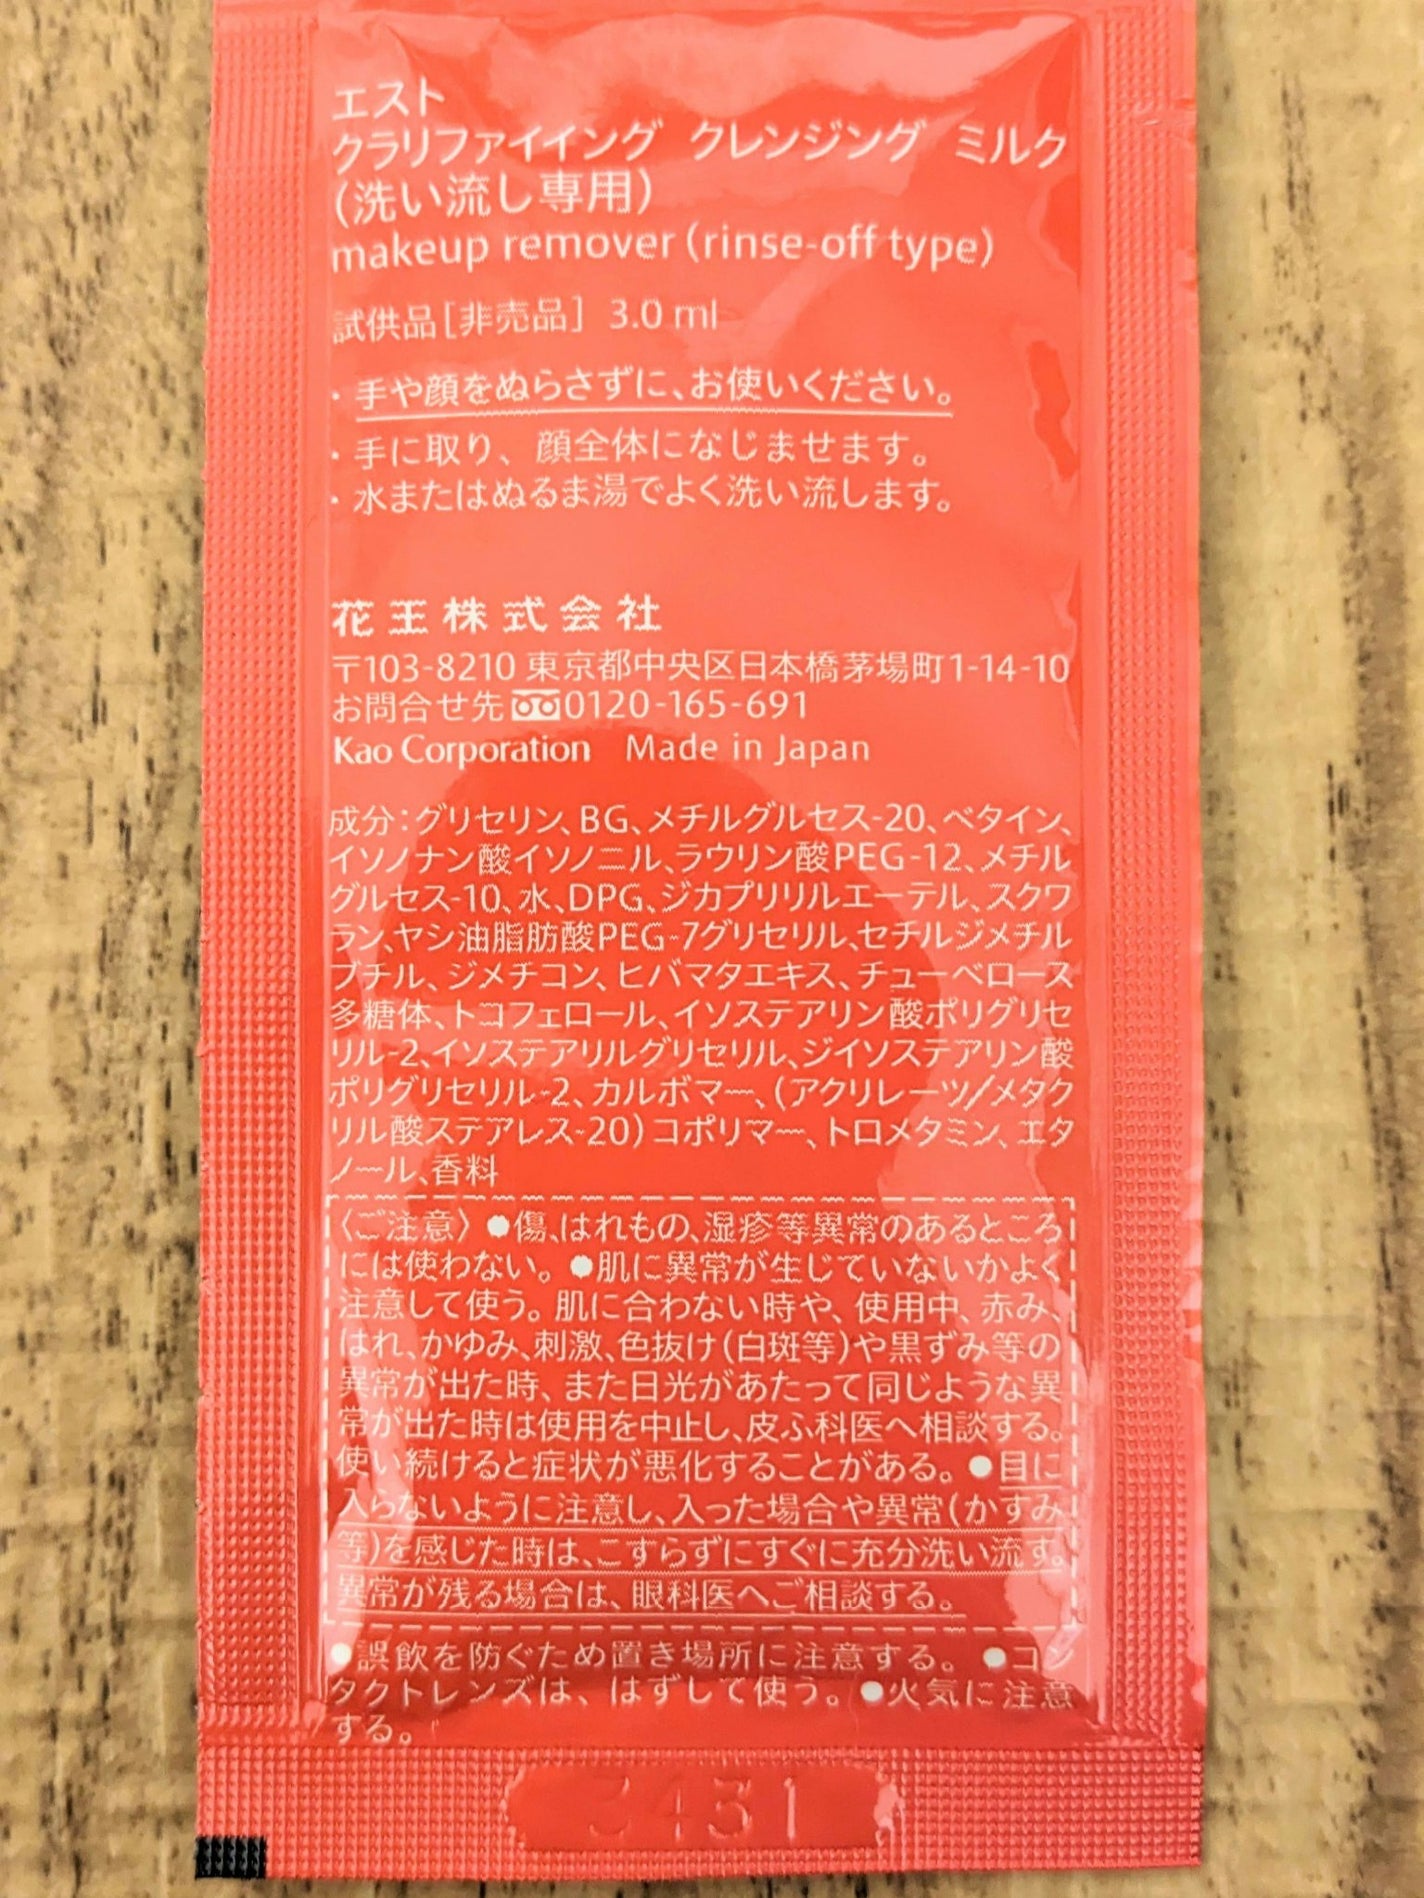 エスト
クラリファイイング クレンジング ミルク
(洗い流し専用)
makeup remover (rinse-off type)
試供品[非売品] 3.0 ml
・手や顔をぬらさずに、お使いください。
・手に取り、顔全体になじませます。
・水またはぬるま湯でよく洗い流します。
花王株式会社
〒103-8210 東京都中央区日本橋茅場町1-14-10
お問合せ先 0120-165-691
Kao Corporation Made in Japan
成分:グリセリン、BG、メチルグルセス-20、ベタイン、
イソノナン酸イソノニル、ラウリン酸PEG-12、メチル
グルセス-10、水、DPG、ジカプリリルエーテル、スクワ
ラン、ヤシ油脂肪酸PEG-7グリセリル、セチルジメチル
ブチル、ジメチコン、ヒバマタエキス、チューベロース
多糖体、トコフェロール、イソステアリン酸ポリグリセ
リル-2、イソステアリルグリセリル、ジイソステアリン酸
ポリグリセリル-2、カルボマー、(アクリレーツ/メタク
リル酸ステアレス-20)コポリマー、トロメタミン、エタ
ノール、香料
〈ご注意〉●傷、はれもの、湿疹等異常のあるところ
には使わない。●肌に異常が生じていないかよく
注意して使う。肌に合わない時や、使用中、赤み、
はれ、かゆみ、刺激、色抜け(白斑等)や黒ずみ等の
異常が出た時、また日光があたって同じような異
常が出た時は使用を中止し、皮ふ科医へ相談する。
使い続けると症状が悪化することがある。●目に
入らないように注意し、入った場合や異常(かすみ
等)を感じた時は、こすらずにすぐに充分洗い流す。
異常が残る場合は、眼科医へご相談する。
●誤飲を防ぐため置き場所に注意する。●コン
タクトレンズは、はずして使う。●火気に注意
する。
3431